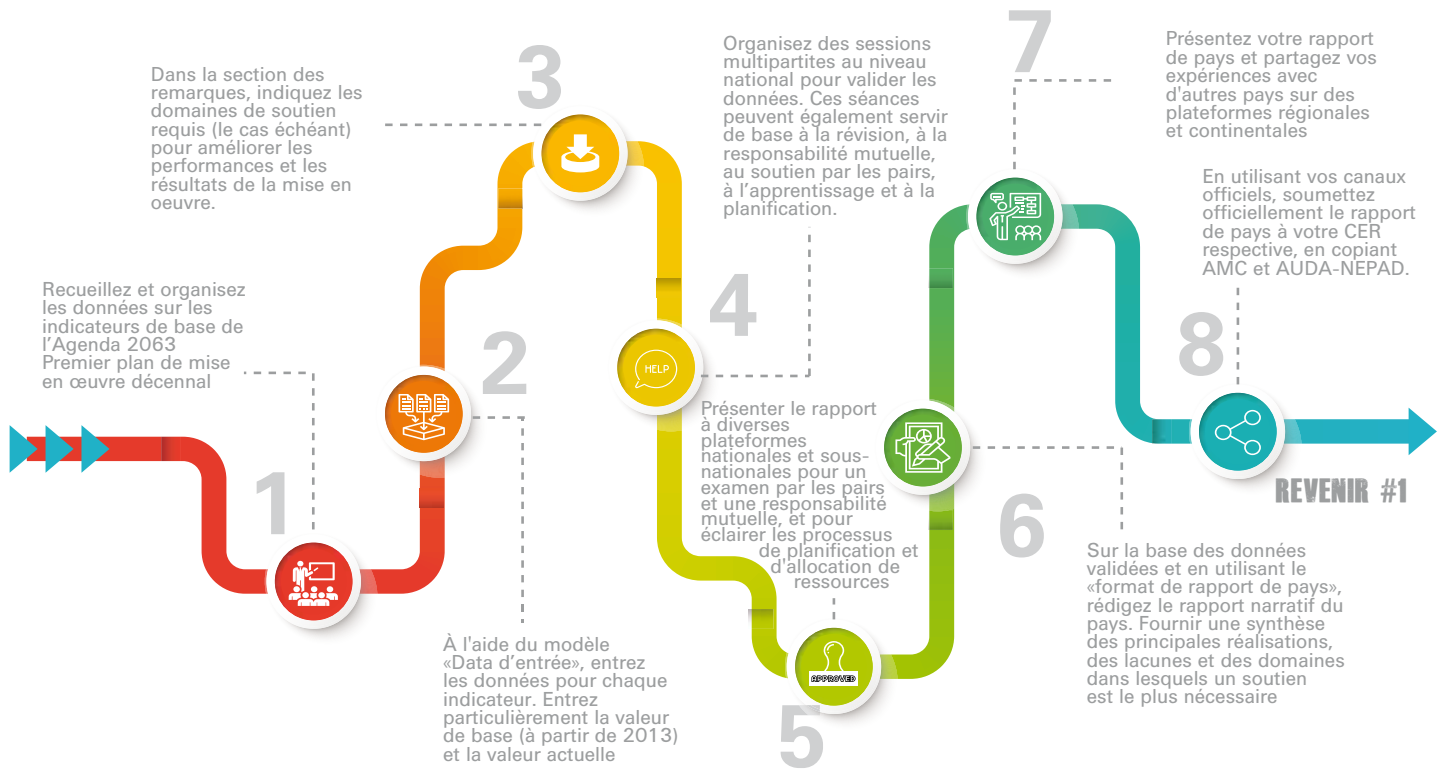 1
Recueillez et organisez
les données sur les
indicateurs de base de
l’Agenda 2063
Premier plan de mise
en œuvre décennal
2
À l'aide du modèle
«Data d’entrée», entrez
les données pour chaque
indicateur. Entrez
particulièrement la valeur
de base (à partir de 2013)
et la valeur actuelle
3
Dans la section des
remarques, indiquez les
domaines de soutien
requis (le cas échéant)
pour améliorer les
performances et les
résultats de la mise en
oeuvre.
4
HELP
Organisez des sessions
multipartites au niveau
national pour valider les
données. Ces séances
peuvent également servir
de base à la révision, à la
responsabilité mutuelle,
au soutien par les pairs,
à l’apprentissage et à la
planification.
5
APPROVED
Présenter le rapport
à diverses
plateformes
nationales et sous-
nationales pour un
examen par les pairs
et une responsabilité
mutuelle, et pour
éclairer les processus
de planification et
d'allocation de
ressources
6
Sur la base des données
validées et en utilisant le
«format de rapport de pays»,
rédigez le rapport narratif du
pays. Fournir une synthèse
des principales réalisations,
des lacunes et des domaines
dans lesquels un soutien
est le plus nécessaire
7
Présentez votre rapport
de pays et partagez vos
expériences avec
d'autres pays sur des
plateformes régionales
et continentales
8
En utilisant vos canaux
officiels, soumettez
officiellement le rapport
de pays à votre CER
respective, en copiant
AMC et AUDA-NEPAD.
REVENIR #1